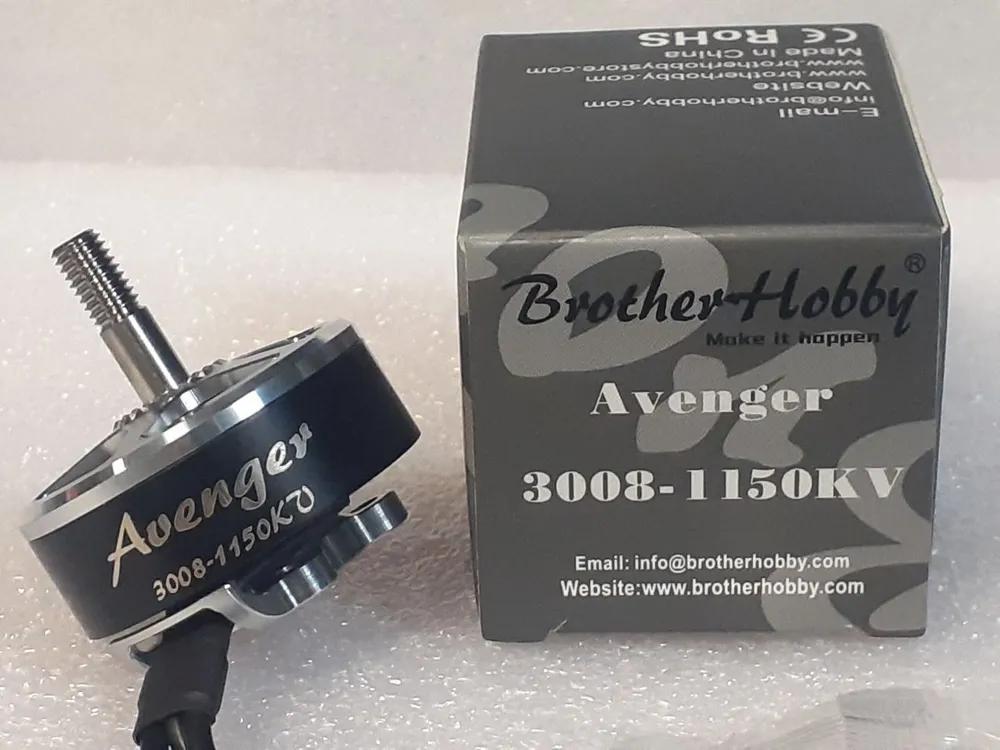 Avenger
3008-1150KV
E-mail
info@brotherhobby.com
Website
www.brotherhobby.com
www.brotherhobbystore.com
Made in China
CE RoHS
BrotherHobby®
Make it happen
Avenger
3008-1150KV
Email: info@brotherhobby.com
Website:www.brotherhobby.com